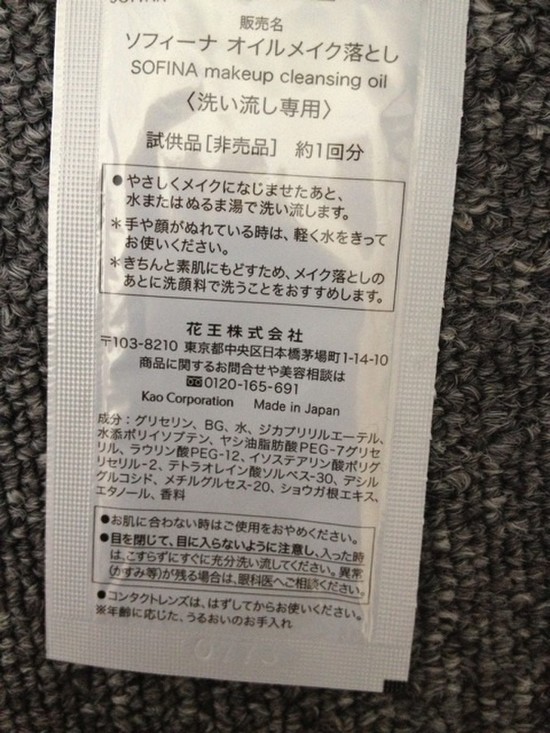 販売名
ソフィーナ オイルメイク落とし
SOFINA makeup cleansing oil
〈洗い流し専用〉
試供品[非売品] 約1回分
●やさしくメイクになじませたあと、
水またはぬるま湯で洗い流します。
＊手や顔がぬれている時は、軽く水をきって
お使いください。
＊きちんと素肌にもどすため、メイク落としの
あとに洗顔料で洗うことをおすすめします。
花王株式会社
〒103-8210 東京都中央区日本橋茅場町1-14-10
商品に関するお問合せや美容相談は
0120-165-691
Kao Corporation Made in Japan
成分：グリセリン、BG、水、ジカプリリルエーテル、
水添ポリイソブテン、ヤシ油脂肪酸PEG-7グリセ
リル、ラウリン酸PEG-12、イソステアリン酸ポリグ
リセリル-2、テトラオレイン酸ソルベス-30、デシル
グルコシド、メチルグルセス-20、ショウガ根エキス、
エタノール、香料
●お肌に合わない時はご使用をおやめください。
●目を閉じて、目に入らないように注意し、入った時
は、こすらずにすぐに充分洗い流してください。異常
(かすみ等)が残る場合は、眼科医へご相談ください。
●コンタクトレンズは、はずしてからお使いください。
※年齢に応じた、うるおいのお手入れ